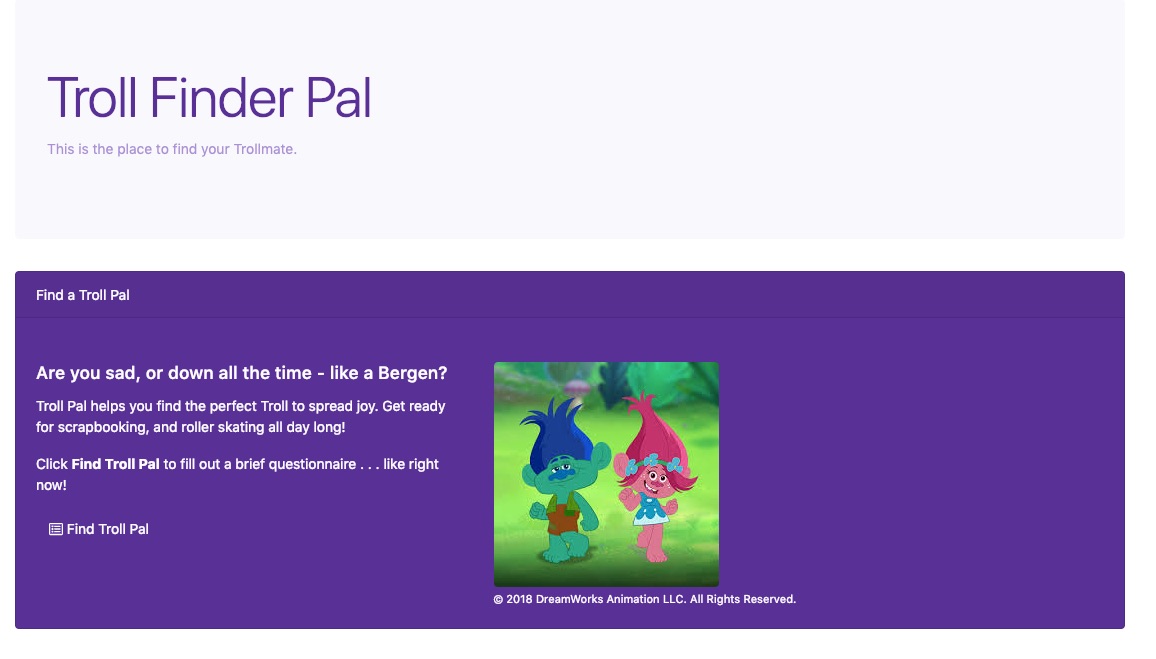 Troll Finder Pal
This is the place to find your Trollmate.
Find a Troll Pal
Are you sad, or down all the time - like a Bergen?
Troll Pal helps you find the perfect Troll to spread joy. Get ready
for scrapbooking, and roller skating all day long!
Click Find Troll Pal to fill out a brief questionnaire . . . like right
now!
Find Troll Pal
© 2018 DreamWorks Animation LLC. All Rights Reserved.